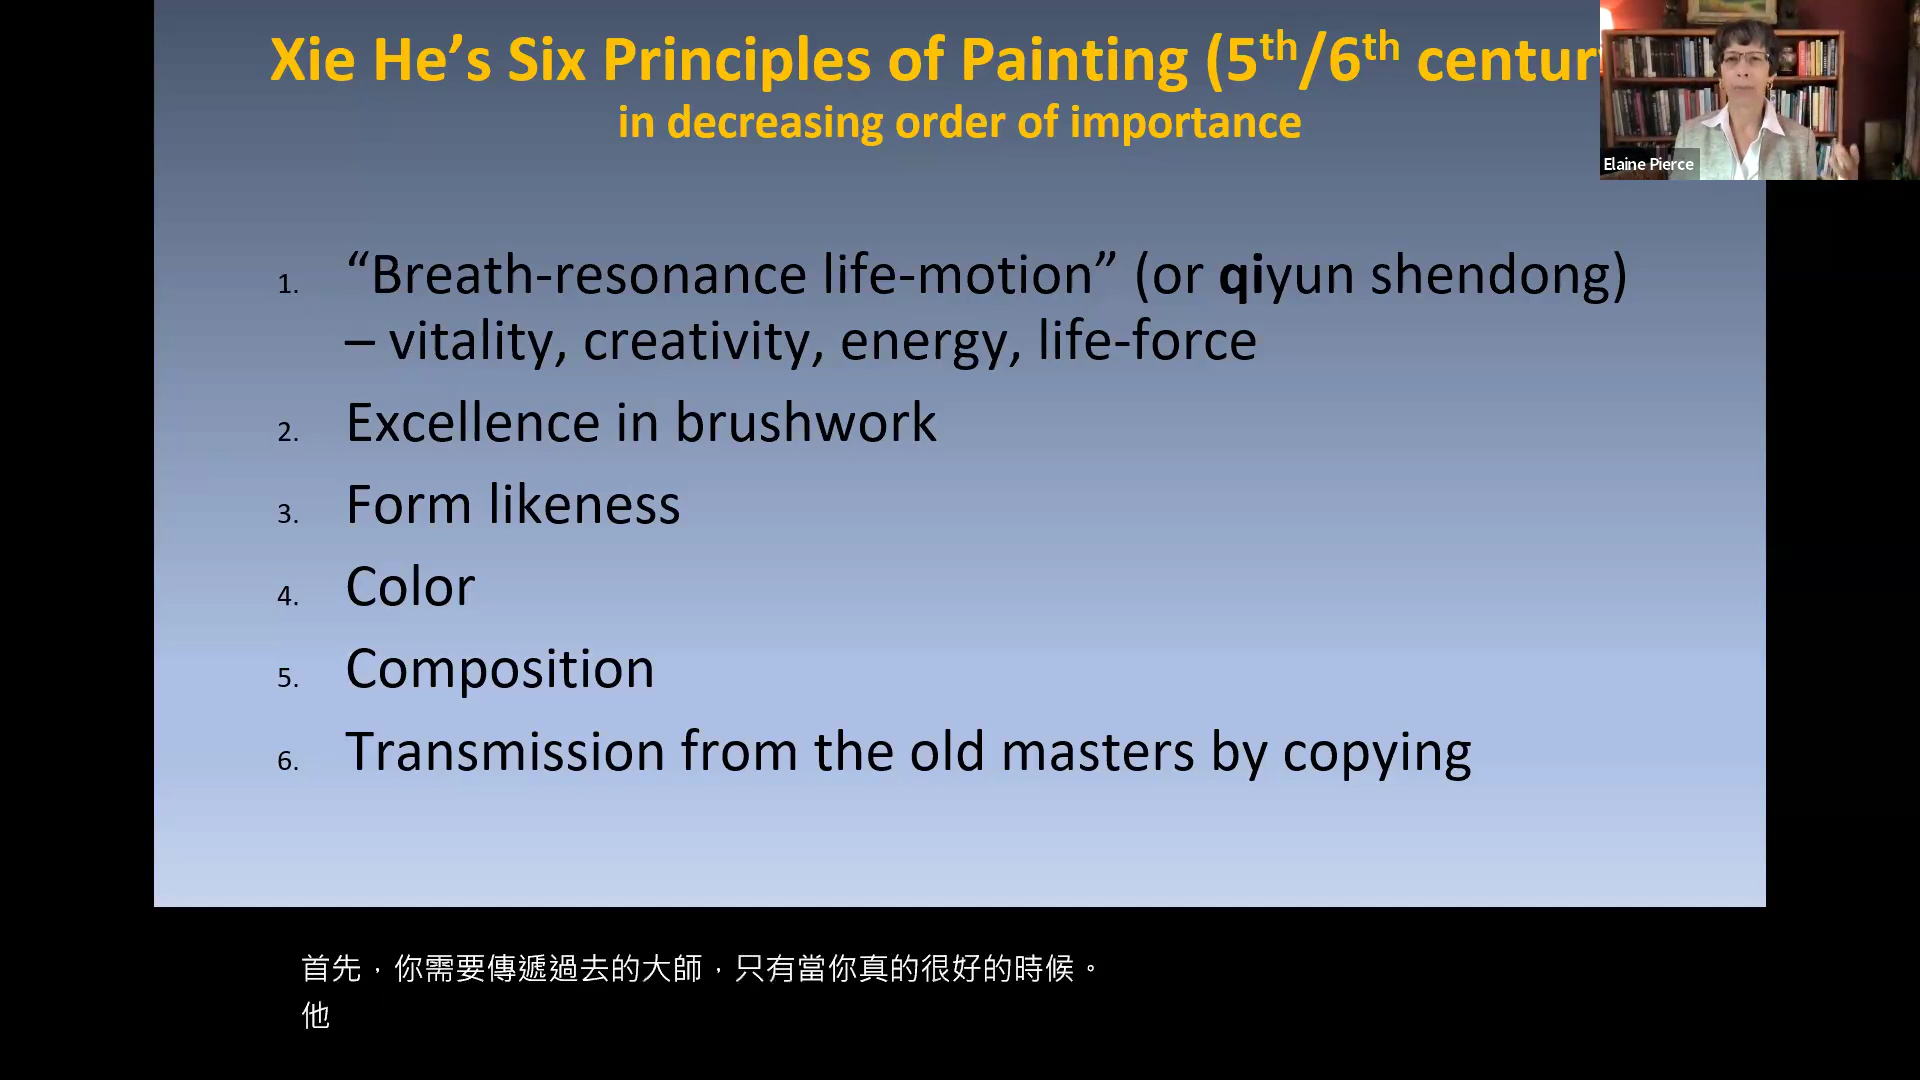 Xie He’s Six Principles of Painting (5th/6th centur
in decreasing order of importance
Elaine Pierce
1. “Breath-resonance life-motion” (or qiyun shendong)
– vitality, creativity, energy, life-force
2. Excellence in brushwork
3. Form likeness
4. Color
5. Composition
6. Transmission from the old masters by copying
首先，你需要傳遞過去的大師，只有當你真的很好的時候。
他